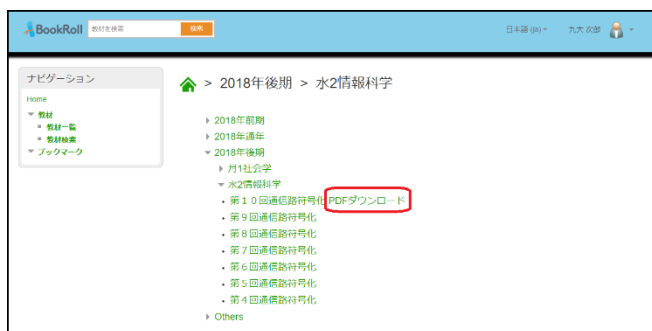 BookRoll 教材を検索 検索 日本語 (ja) 九大 次郎
ナビゲーション
Home
教材
教材一覧
教材検索
ブックマーク
> 2018年後期 > 水2情報科学
2018年前期
2018年通年
2018年後期
月1社会学
水2情報科学
第10回通信路符号化 PDFダウンロード
第9回通信路符号化
第8回通信路符号化
第7回通信路符号化
第6回通信路符号化
第5回通信路符号化
第4回通信路符号化
Others